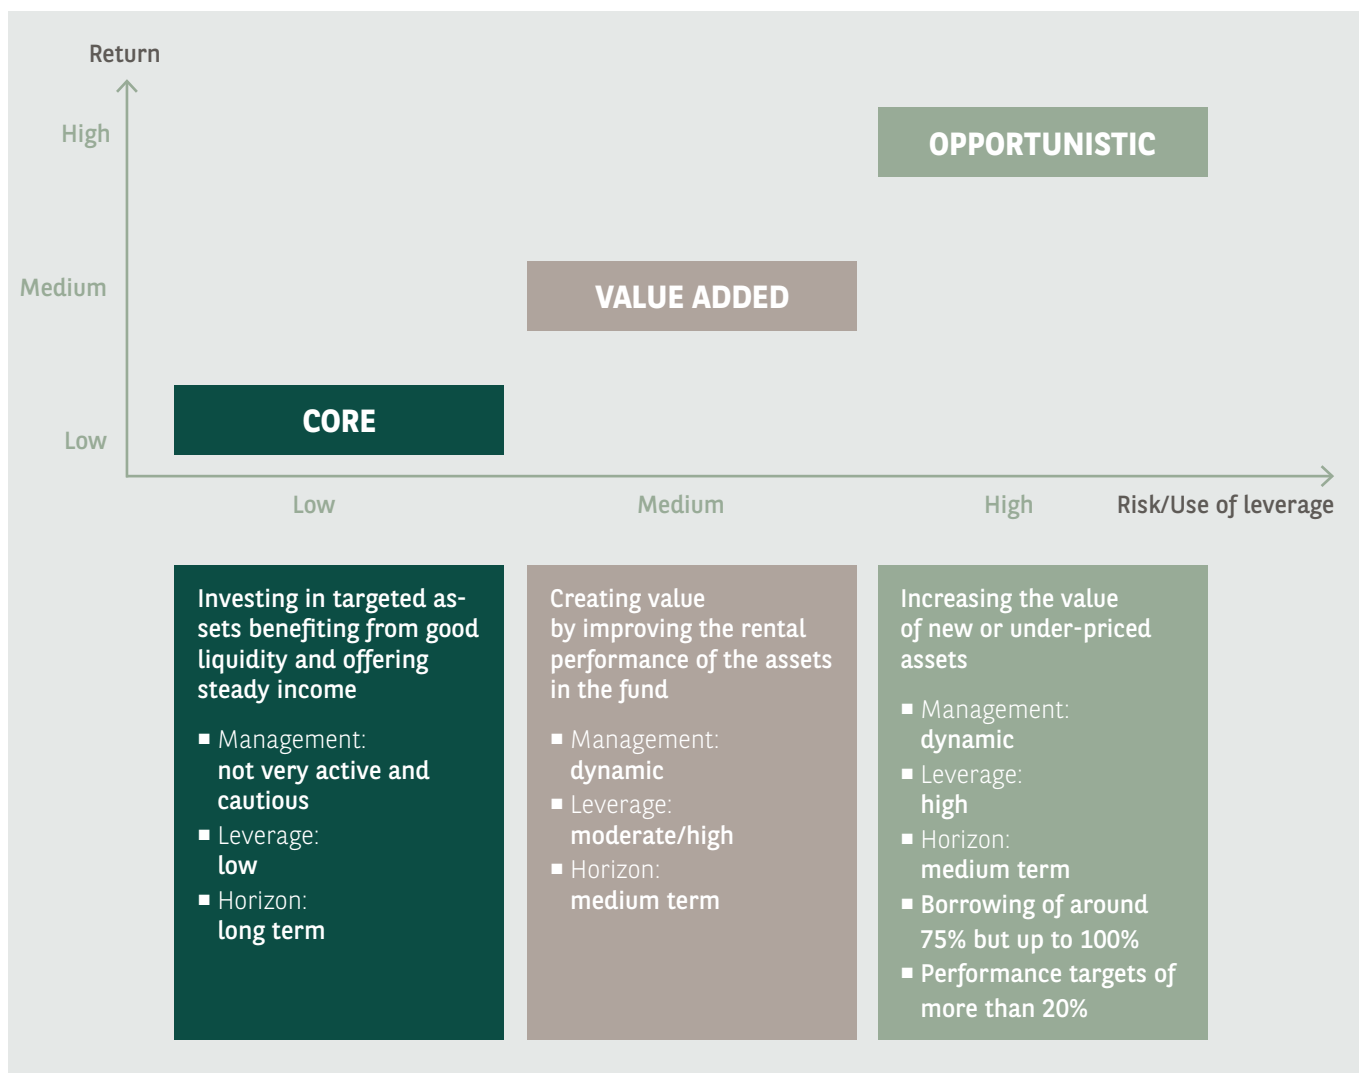 Return
High
OPPORTUNISTIC
Medium
VALUE ADDED
CORE
Low
Low
Medium
High
Risk/Use of leverage
Investing in targeted as-
sets benefiting from good
liquidity and offering
steady income
■ Management:
not very active and
cautious
■ Leverage:
low
■ Horizon:
long term
Creating value
by improving the rental
performance of the assets
in the fund
■ Management:
dynamic
■ Leverage:
moderate/high
■ Horizon:
medium term
Increasing the value
of new or under-priced
assets
■ Management:
dynamic
■ Leverage:
high
■ Horizon:
medium term
■ Borrowing of around
75% but up to 100%
■ Performance targets of
more than 20%